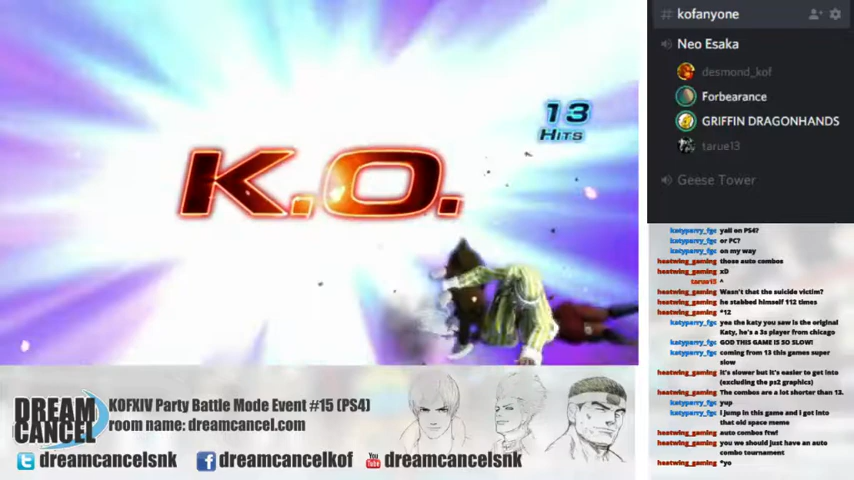 13
HITS
K.O.
# kofanyone
Neo Esaka
desmond_kof
Forbearance
GRIFFIN DRAGONHANDS
tarue13
Geese Tower
katyparry_fgc yall on PS4?
katyparry_fgc or PC?
katyparry_fgc on my way
heatwing_gaming those auto combos
heatwing_gaming xD
tarue13 ^
heatwing_gaming Wasn't that the suicide victim?
heatwing_gaming he stabbed himself 112 times
heatwing_gaming *12
katyparry_fgc yea the katy you saw is the original
Katy, he's a 3s player from chicago
katyparry_fgc GOD THIS GAME IS SO SLOW!
katyparry_fgc coming from 13 this games super
slow
heatwing_gaming it's slower but it's easier to get into
(excluding the ps2 graphics)
heatwing_gaming The combos are a lot shorter than 13.
katyparry_fgc yup
katyparry_fgc I jump in this game and I got into
that old space meme
heatwing_gaming auto combos ftw!
heatwing_gaming you we should just have an auto
combo tournament
heatwing_gaming *yo
DREAM
CANCEL
KOFXIV Party Battle Mode Event #15 (PS4)
room name: dreamcancel.com
dreamcancelsnk
dreamcancelkof
You
Tube
dreamcancelsnk